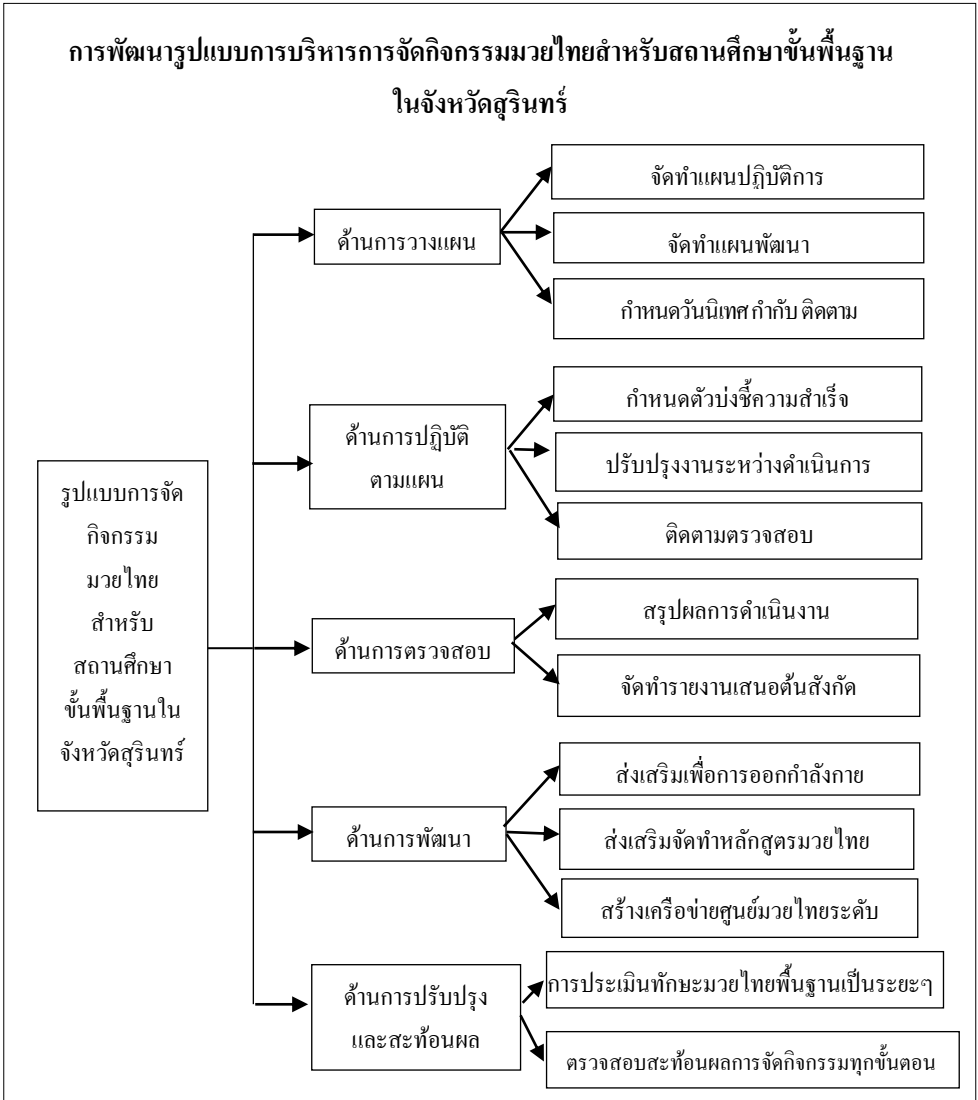 การพัฒนารูปแบบการบริหารการจัดกิจกรรมมวยไทยสำหรับสถานศึกษาขั้นพื้นฐาน
ในจังหวัดสุรินทร์
รูปแบบการจัด
กิจกรรม
มวยไทย
สำหรับ
สถานศึกษา
ขั้นพื้นฐานใน
จังหวัดสุรินทร์
ด้านการวางแผน
จัดทำแผนปฏิบัติการ
จัดทำแผนพัฒนา
กำหนดวันนิเทศ กำกับ ติดตาม
ด้านการปฏิบัติ
ตามแผน
กำหนดตัวบ่งชี้ความสำเร็จ
ปรับปรุงงานระหว่างดำเนินการ
ติดตามตรวจสอบ
ด้านการตรวจสอบ
สรุปผลการดำเนินงาน
จัดทำรายงานเสนอต้นสังกัด
ด้านการพัฒนา
ส่งเสริมเพื่อการออกกำลังกาย
ส่งเสริมจัดทำหลักสูตรมวยไทย
สร้างเครือข่ายศูนย์มวยไทยระดับ
ด้านการปรับปรุง
และสะท้อนผล
การประเมินทักษะมวยไทยพื้นฐานเป็นระยะๆ
ตรวจสอบสะท้อนผลการจัดกิจกรรมทุกขั้นตอน